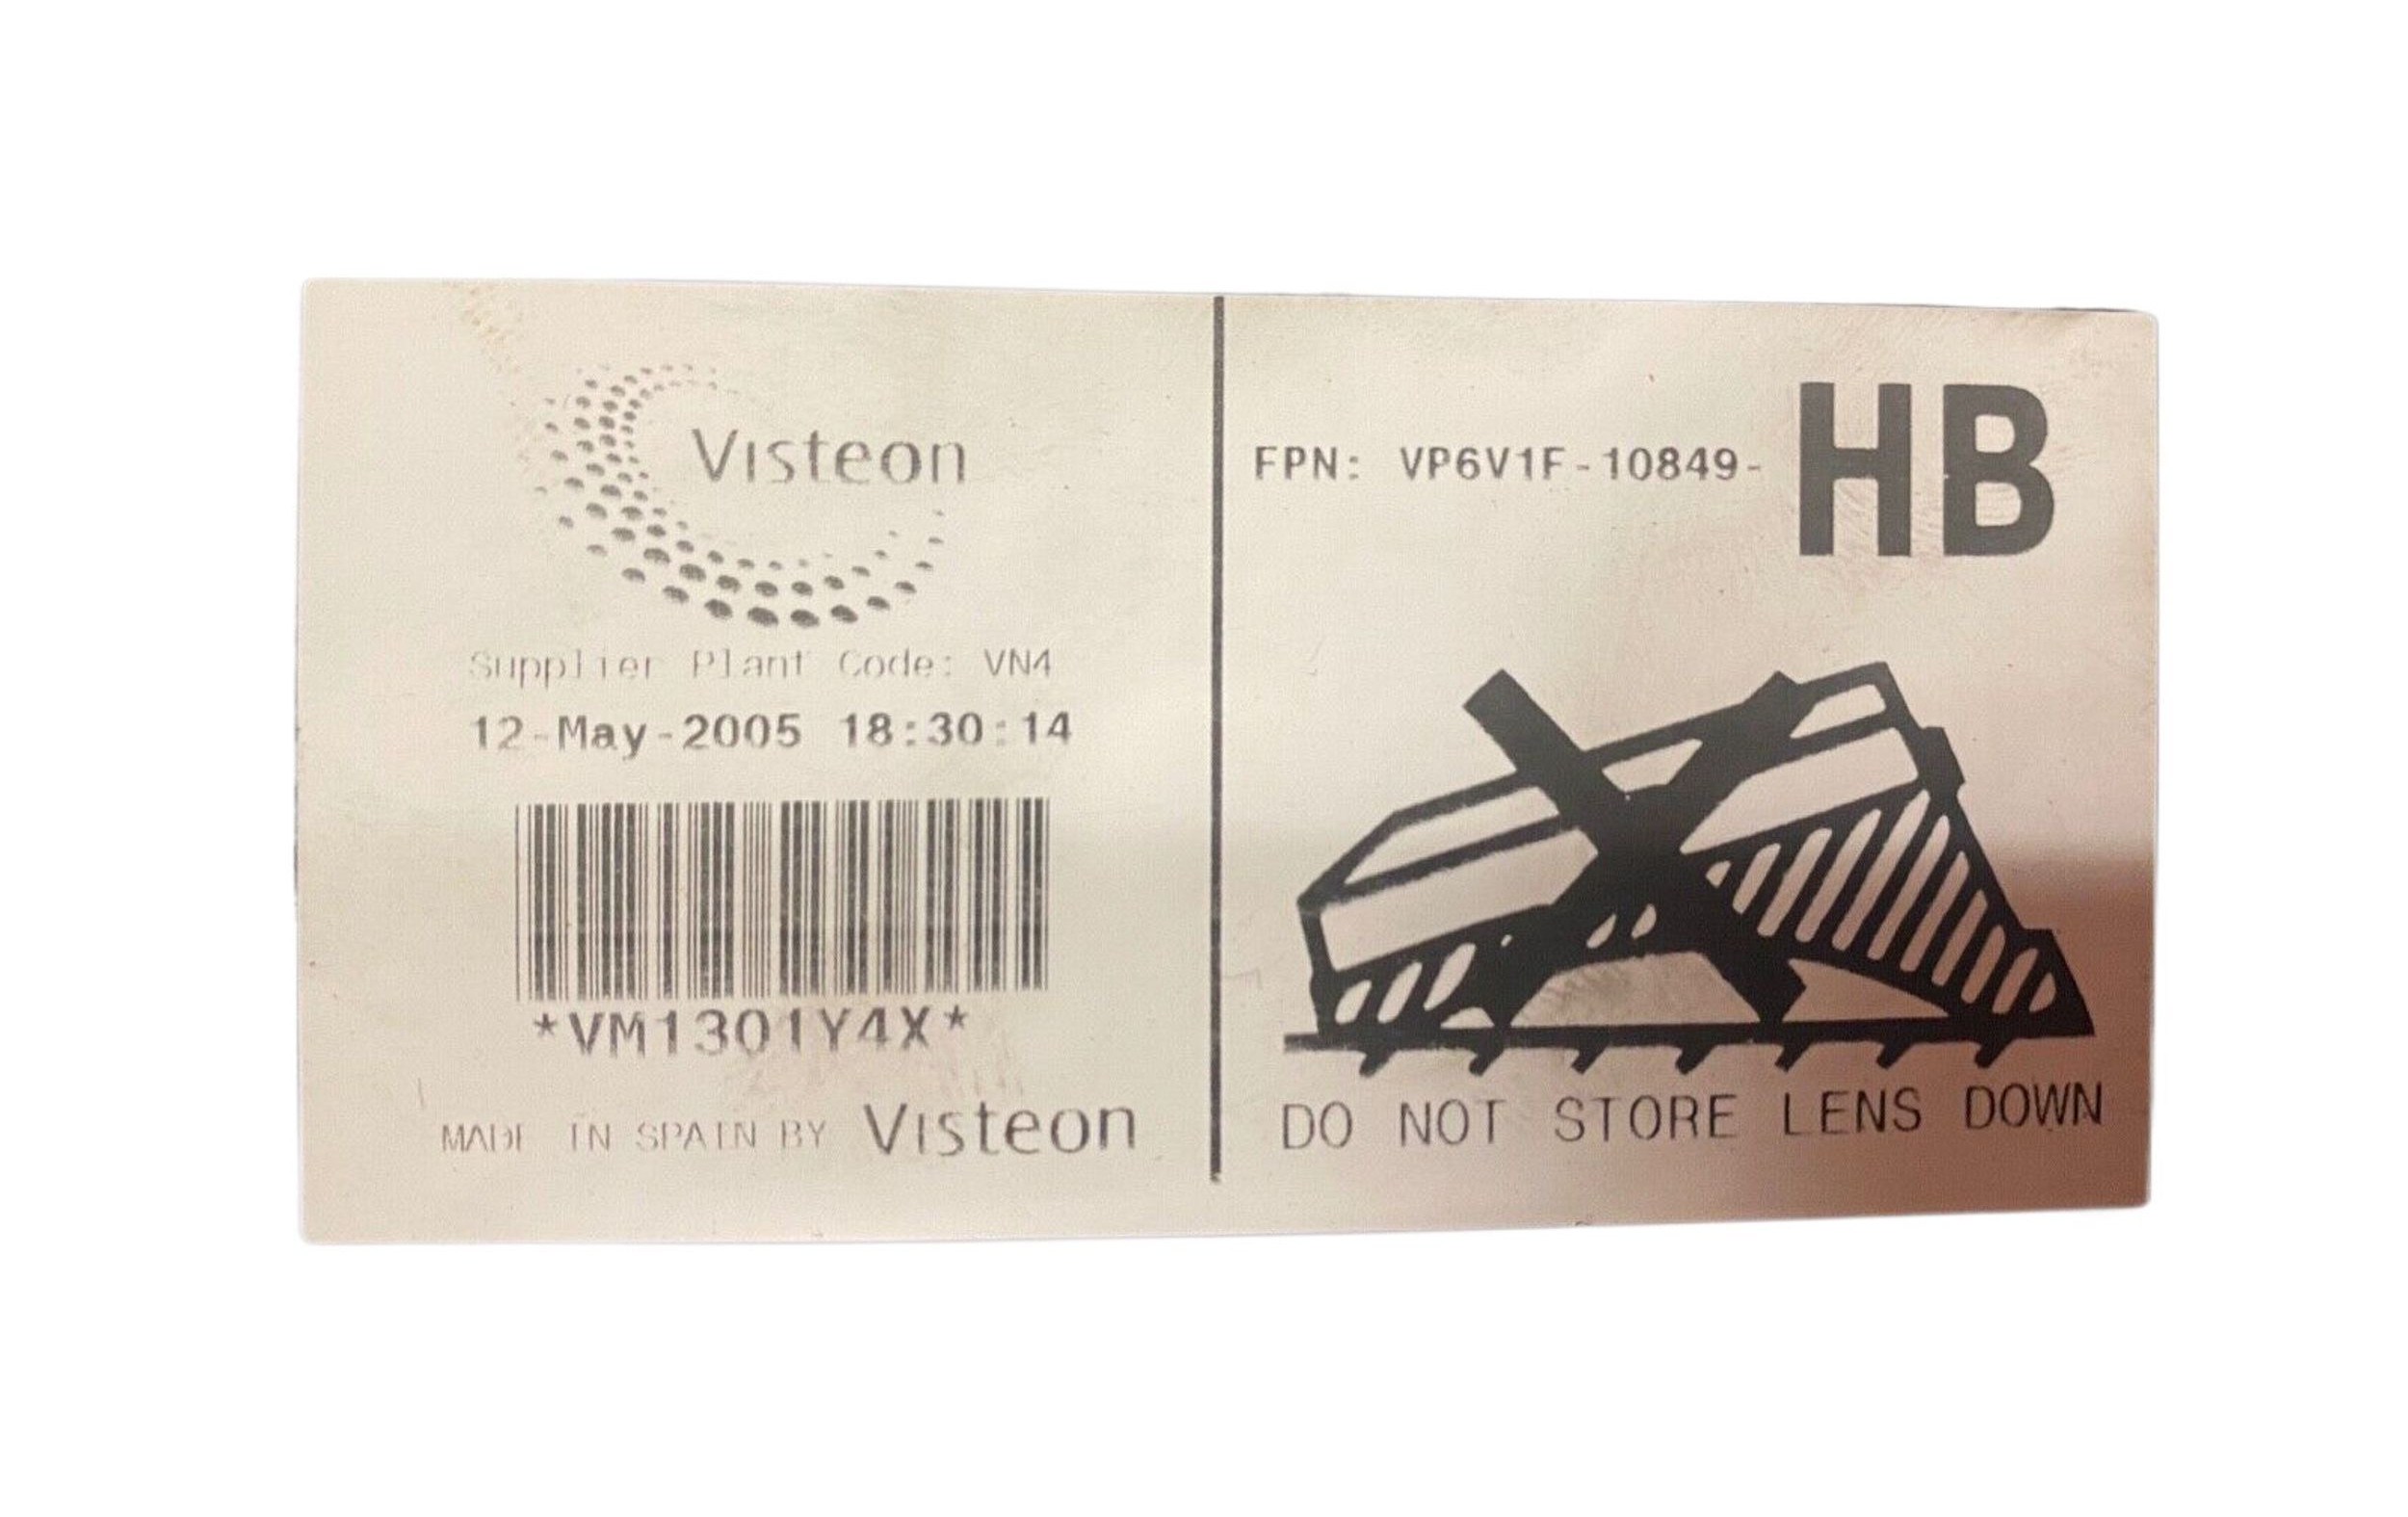 Visteon
Supplier Plant Code: VN4
12-May-2005 18:30:14
*VM1301Y4X*
MADE IN SPAIN BY Visteon
FPN: VP6V1F-10849-HB
DO NOT STORE LENS DOWN